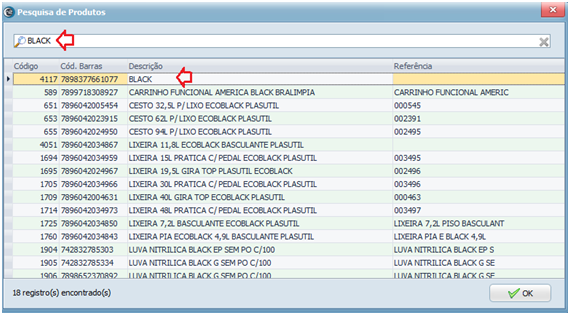 Pesquisa de Produtos
BLACK
Código Cód. Barras Descrição Referência
4117 7898377661077 BLACK
589 7899718308927 CARRINHO FUNCIONAL AMERICA BLACK BRALIMPIA CARRINHO FUNCIONAL AMERIC
651 7896042005454 CESTO 32,5L P/ LIXO ECOBLACK PLASUTIL 000545
653 7896042023915 CESTO 62L P/ LIXO ECOBLACK PLASUTIL 002391
655 7896042024950 CESTO 94L P/ LIXO ECOBLACK PLASUTIL 002495
4051 7896042034867 LIXEIRA 11,8L ECOBLACK BASCULANTE PLASUTIL
1694 7896042034959 LIXEIRA 15L PRATICA C/ PEDAL ECOBLACK PLASUTIL 003495
1695 7896042024967 LIXEIRA 19,5L GIRA TOP PLASUTIL ECOBLACK 002496
1705 7896042034966 LIXEIRA 30L PRATICA C/ PEDAL ECOBLACK PLASUTIL 003496
1709 7896042004631 LIXEIRA 40L GIRA TOP ECOBLACK PLASUTIL 000463
1714 7896042034973 LIXEIRA 48L PRATICA C/ PEDAL ECOBLACK PLASUTIL 003497
1725 7896042034850 LIXEIRA 7,2L BASCULANTE ECOBLACK PLASUTIL LIXEIRA 7,2L PISO BASCULANT
1760 7896042034843 LIXEIRA PIA ECOBLACK 4,9L PLASUTIL LIXEIRA PIA E BLACK 4,9L
1904 742832785303 LUVA NITRILICA BLACK EP SEM PO C/100 LUVA NITRILICA BLACK EP S
1905 742832785334 LUVA NITRILICA BLACK G SEM PO C/100 LUVA NITRILICA BLACK G SE
1906 7898652370892 LUVA NITRILICA BLACK G SEM PO C/100 LUVA NITRILICA BLACK G SE
18 registro(s) encontrado(s) OK